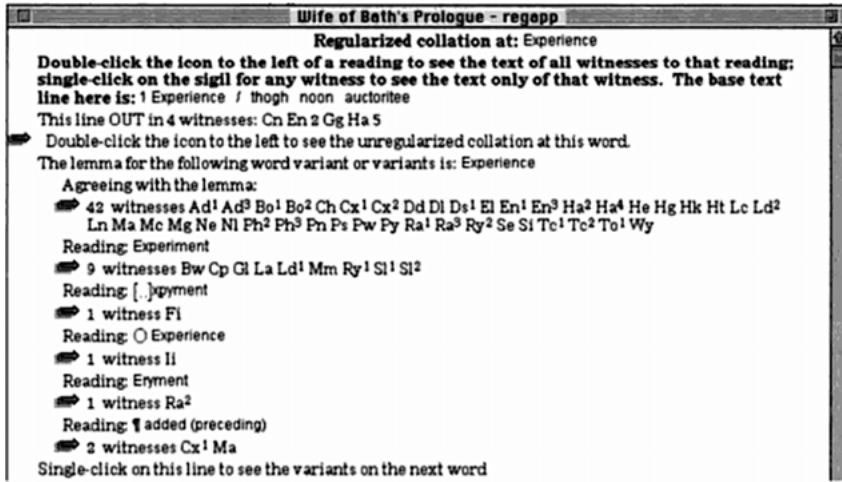 Wife of Bath's Prologue - regapp
Regularized collation at: Experience
Double-click the icon to the left of a reading to see the text of all witnesses to that reading;
single-click on the sigil for any witness to see the text only of that witness. The base text
line here is: 1 Experience / thogh noon auctoritee
This line OUT in 4 witnesses: Cn En2 Gg Ha5
Double-click the icon to the left to see the unregularized collation at this word.
The lemma for the following word variant or variants is: Experience
Agreeing with the lemma:
42 witnesses Ad¹ Ad³ Bo¹ Bo² Ch Cx¹ Cx² Dd Dl Ds¹ El En¹ En³ Ha² Ha⁴ He Hg Hk Ht Lc Ld²
Ln Ma Mc Mg Ne Nl Ph² Ph³ Pn Ps Pw Py Ra¹ Ra³ Ry² Se Si Tc¹ Tc² To¹ Wy
Reading: Experiment
9 witnesses Bw Cp Gl La Ld¹ Mm Ry¹ Sl¹ Sl²
Reading: [..]xpyment
1 witness Fi
Reading: O Experience
1 witness Ii
Reading: Eryment
1 witness Ra²
Reading: ¶ added (preceding)
2 witnesses Cx¹ Ma
Single-click on this line to see the variants on the next word